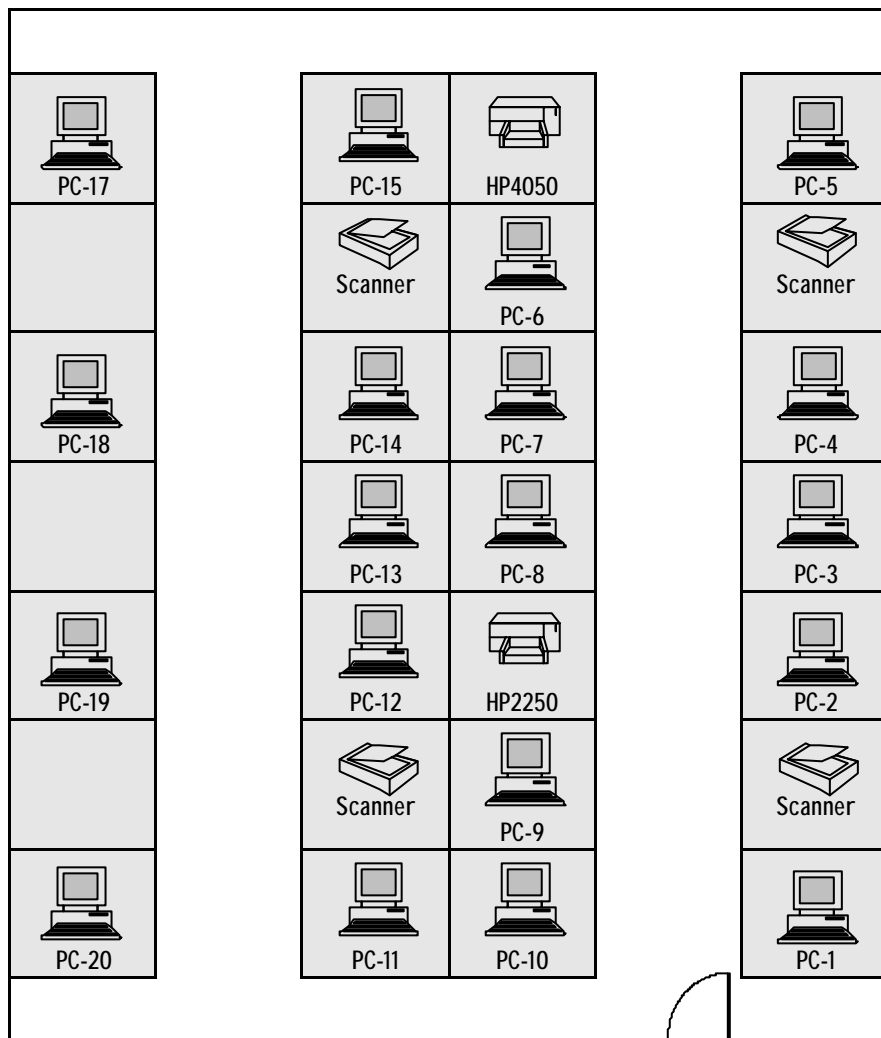 PC-17
PC-15
HP4050
PC-5
Scanner
PC-6
Scanner
PC-18
PC-14
PC-7
PC-4
PC-13
PC-8
PC-3
PC-19
PC-12
HP2250
PC-2
Scanner
PC-9
Scanner
PC-20
PC-11
PC-10
PC-1